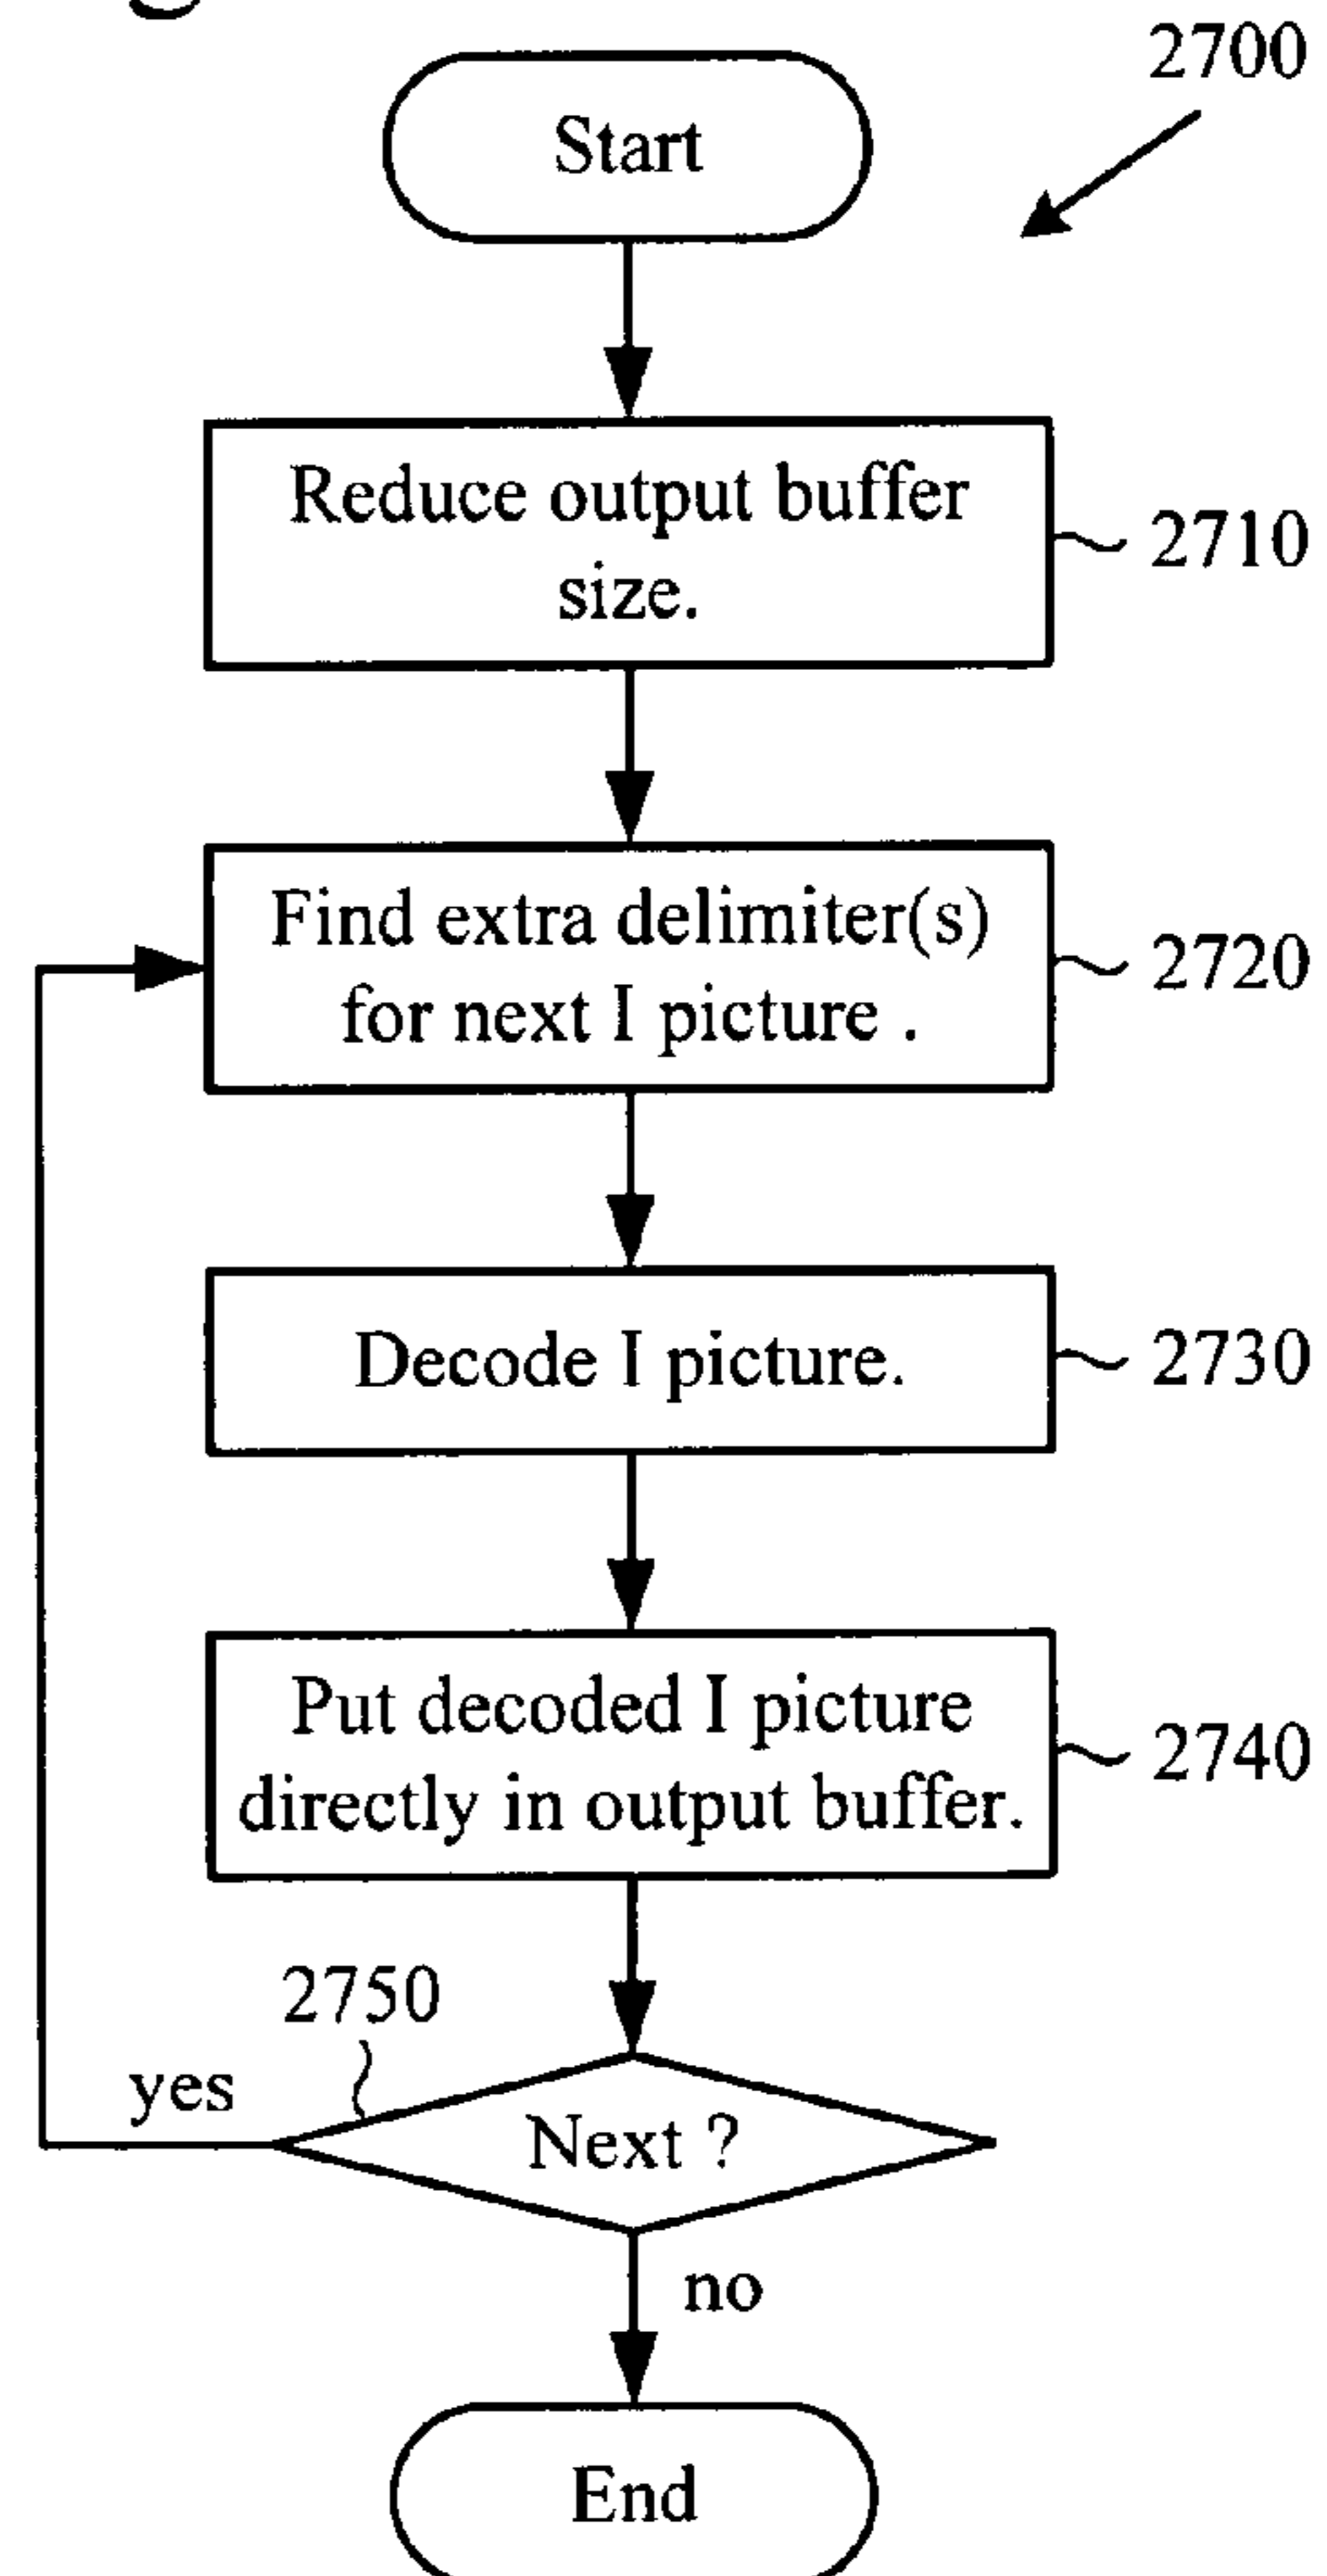 2700
Start
Reduce output buffer
size.
2710
Find extra delimiter(s)
for next I picture .
2720
Decode I picture.
2730
Put decoded I picture
directly in output buffer.
2740
2750
yes
Next ?
no
End